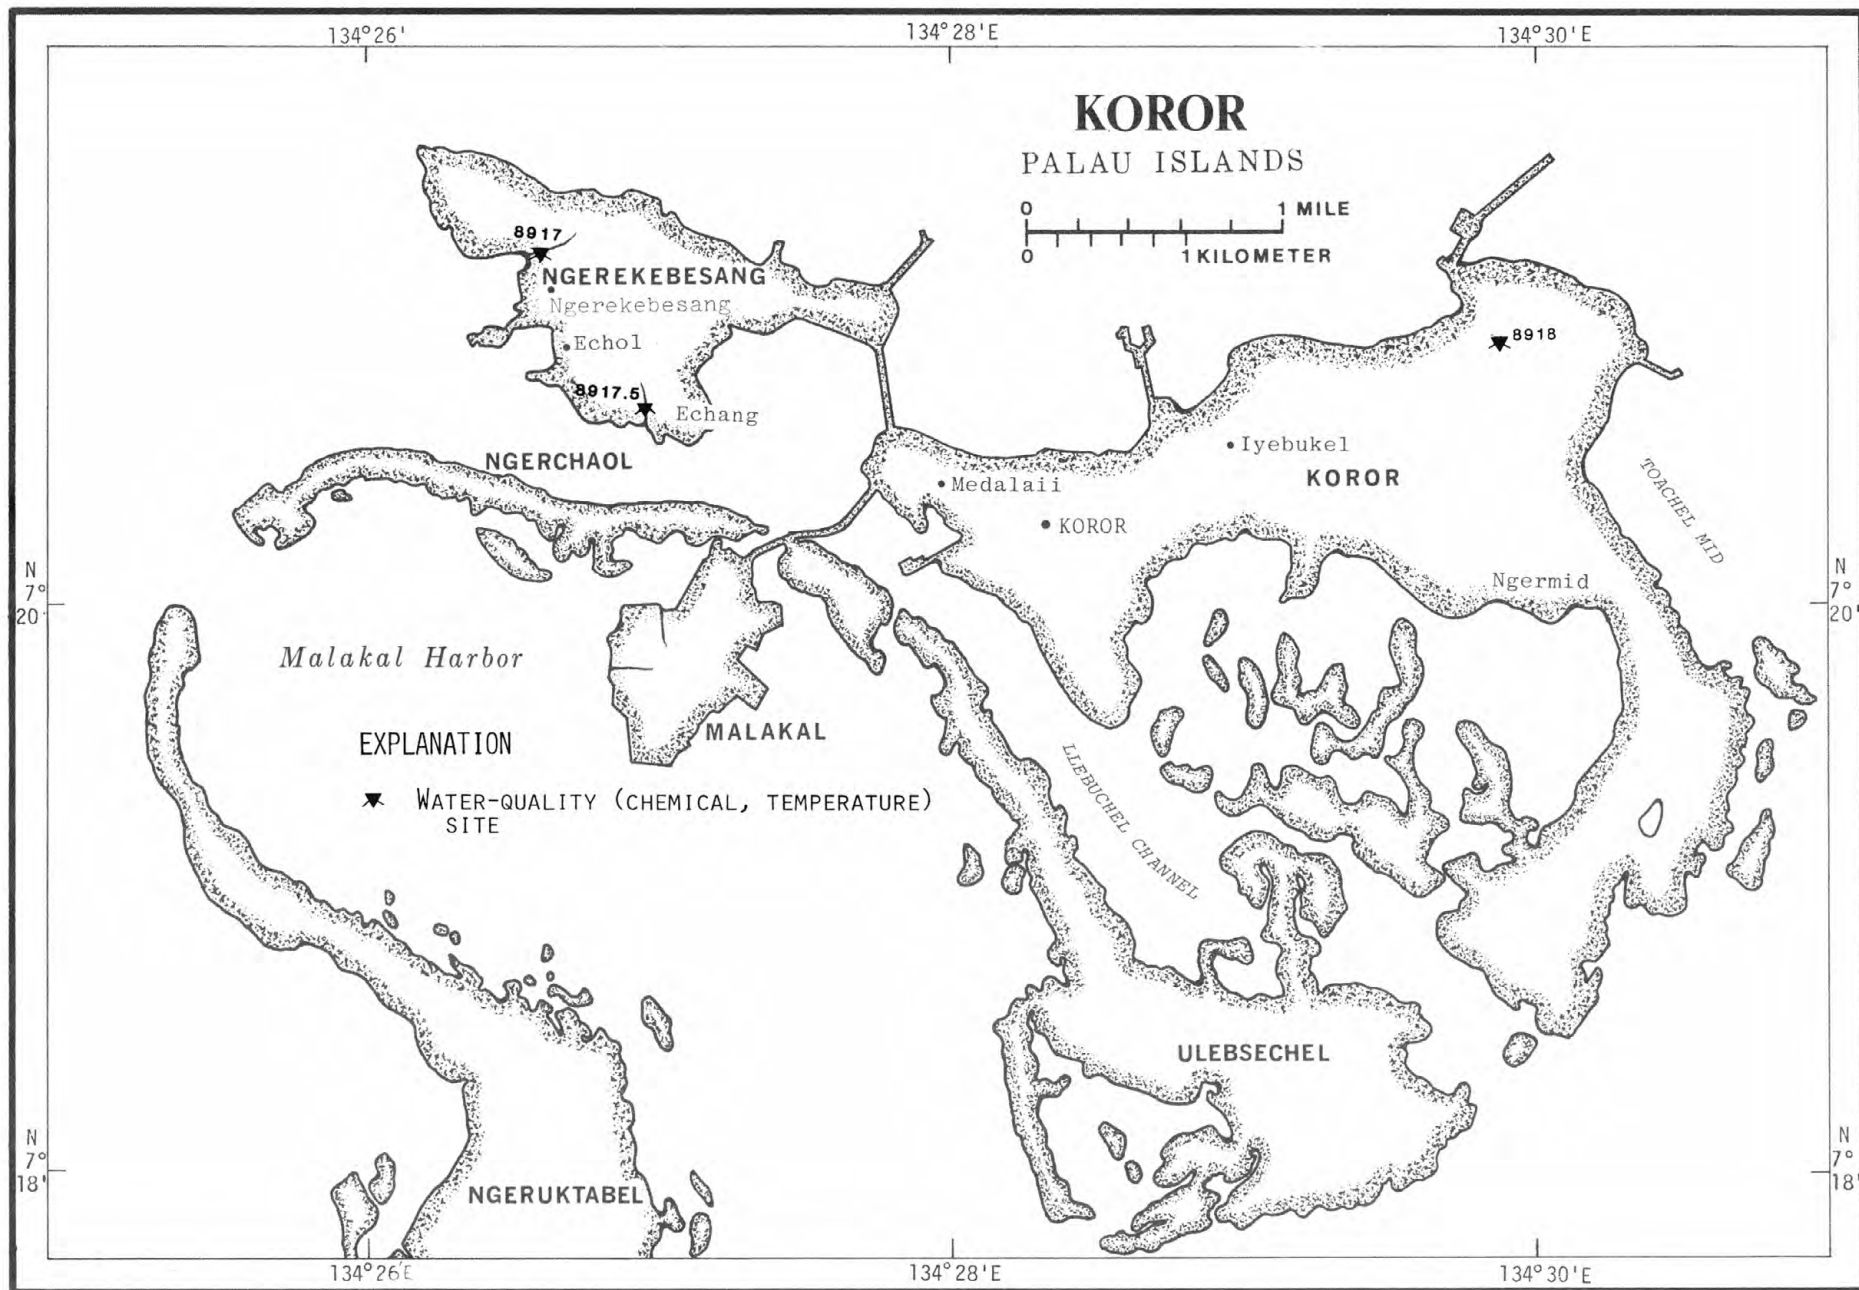 134°26'
134°28'E
134°30'E
KOROR
PALAU ISLANDS
0 1 MILE
0 1 KILOMETER
8917
NGEREKEBESANG
Ngerekebesang
Echol
8917.5
Echang
8918
NGERCHAOL
Iyebukel
KOROR
Medalaii
KOROR
TOACHEL MID
Ngermid
N
7°
20'
N
7°
20'
Malakal Harbor
MALAKAL
EXPLANATION
WATER-QUALITY (CHEMICAL, TEMPERATURE)
SITE
LLEBUCHEL CHANNEL
ULEBSECHEL
NGERUKTABEL
N
7°
18'
N
7°
18'
134°26'E
134°28'E
134°30'E